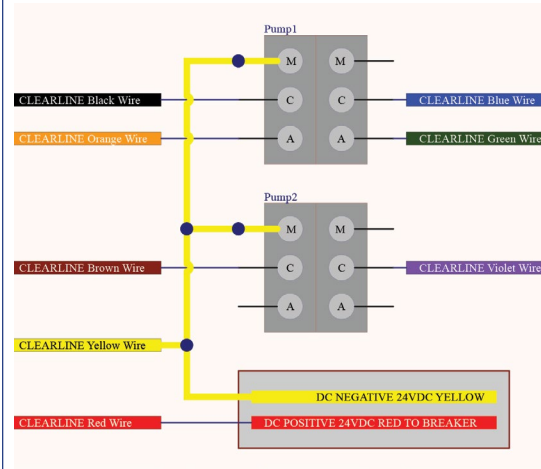 Pump1
M M
CLEARLINE Black Wire C C CLEARLINE Blue Wire
CLEARLINE Orange Wire A A CLEARLINE Green Wire
Pump2
M M
CLEARLINE Brown Wire C C CLEARLINE Violet Wire
A A
CLEARLINE Yellow Wire
DC NEGATIVE 24VDC YELLOW
CLEARLINE Red Wire DC POSITIVE 24VDC RED TO BREAKER